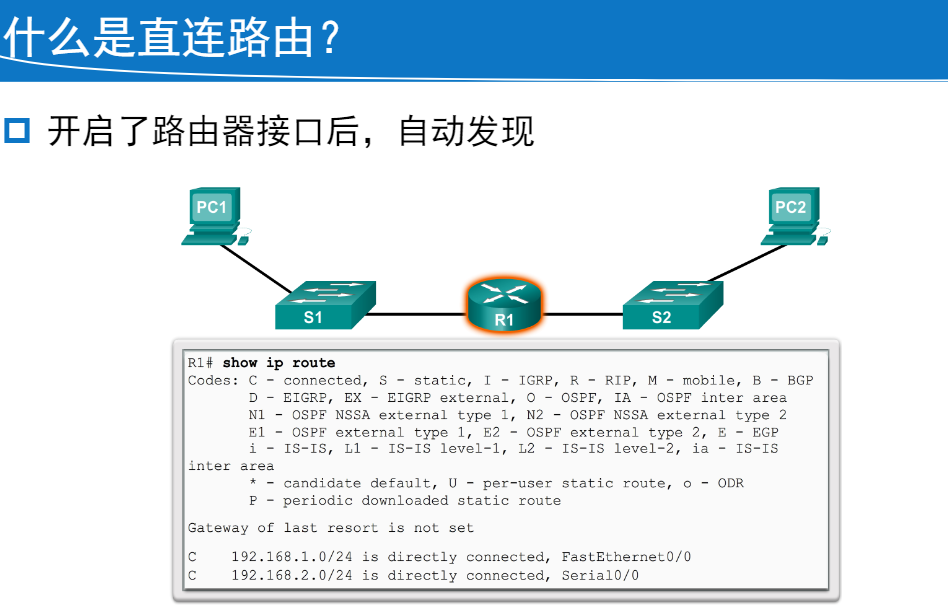 什么是直连路由?
开启了路由器接口后，自动发现
PC1
PC2
S1
R1
S2
R1# show ip route
Codes: C - connected, S - static, I - IGRP, R - RIP, M - mobile, B - BGP
D - EIGRP, EX - EIGRP external, O - OSPF, IA - OSPF inter area
N1 - OSPF NSSA external type 1, N2 - OSPF NSSA external type 2
E1 - OSPF external type 1, E2 - OSPF external type 2, E - EGP
i - IS-IS, L1 - IS-IS level-1, L2 - IS-IS level-2, ia - IS-IS
inter area
* - candidate default, U - per-user static route, o - ODR
P - periodic downloaded static route
Gateway of last resort is not set
C 192.168.1.0/24 is directly connected, FastEthernet0/0
C 192.168.2.0/24 is directly connected, Serial0/0